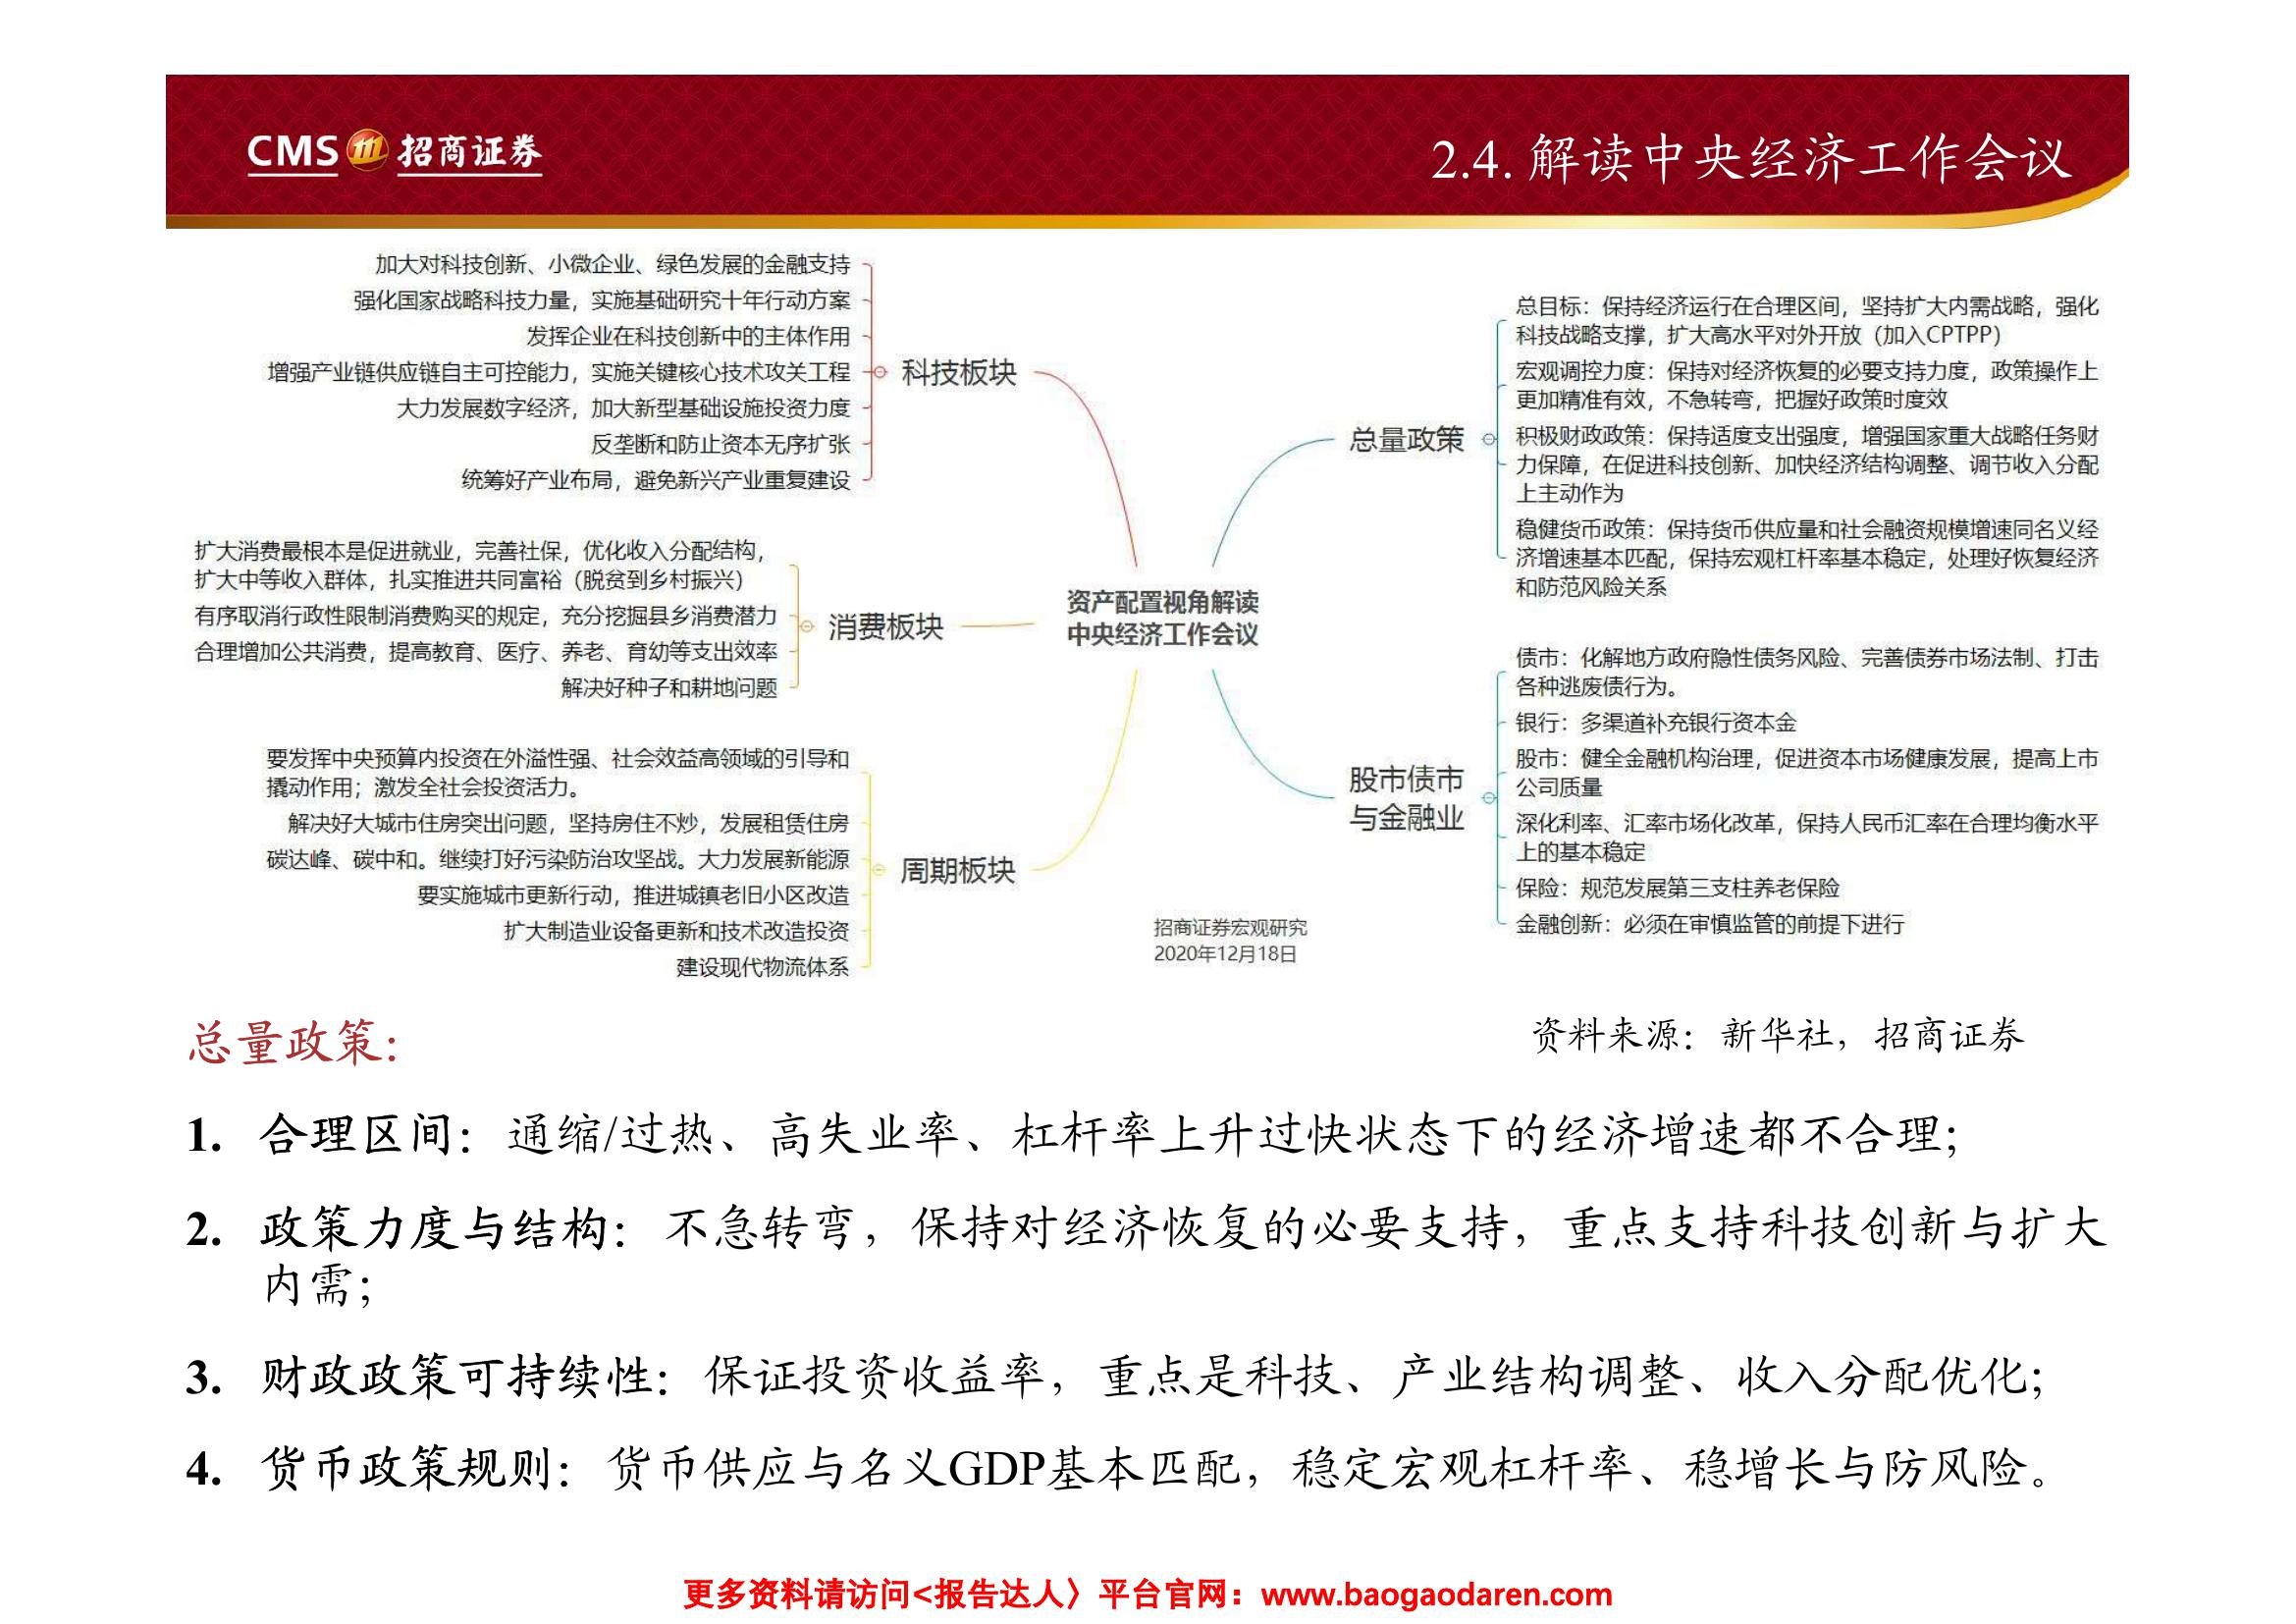 CMS 招商证券
2.4. 解读中央经济工作会议
加大对科技创新、小微企业、绿色发展的金融支持
强化国家战略科技力量，实施基础研究十年行动方案
发挥企业在科技创新中的主体作用
增强产业链供应链自主可控能力，实施关键核心技术攻关工程
大力发展数字经济，加大新型基础设施投资力度
反垄断和防止资本无序扩张
统筹好产业布局，避免新兴产业重复建设
科技板块
扩大消费最根本是促进就业，完善社保，优化收入分配结构，
扩大中等收入群体，扎实推进共同富裕（脱贫到乡村振兴）
有序取消行政性限制消费购买的规定，充分挖掘县乡消费潜力
合理增加公共消费，提高教育、医疗、养老、育幼等支出效率
解决好种子和耕地问题
消费板块
要发挥中央预算内投资在外溢性强、社会效益高领域的引导和
撬动作用；激发全社会投资活力。
解决好大城市住房突出问题，坚持房住不炒，发展租赁住房
碳达峰、碳中和。继续打好污染防治攻坚战。大力发展新能源
要实施城市更新行动，推进城镇老旧小区改造
扩大制造业设备更新和技术改造投资
建设现代物流体系
周期板块
资产配置视角解读
中央经济工作会议
总量政策
总目标：保持经济运行在合理区间，坚持扩大内需战略，强化
科技战略支撑，扩大高水平对外开放（加入CPTPP）
宏观调控力度：保持对经济恢复的必要支持力度，政策操作上
更加精准有效，不急转弯，把握好政策时度效
积极财政政策：保持适度支出强度，增强国家重大战略任务财
力保障，在促进科技创新、加快经济结构调整、调节收入分配
上主动作为
稳健货币政策：保持货币供应量和社会融资规模增速同名义经
济增速基本匹配，保持宏观杠杆率基本稳定，处理好恢复经济
和防范风险关系
股市债市
与金融业
债市：化解地方政府隐性债务风险、完善债券市场法制、打击
各种逃废债行为。
银行：多渠道补充银行资本金
股市：健全金融机构治理，促进资本市场健康发展，提高上市
公司质量
深化利率、汇率市场化改革，保持人民币汇率在合理均衡水平
上的基本稳定
保险：规范发展第三支柱养老保险
金融创新：必须在审慎监管的前提下进行
招商证券宏观研究
2020年12月18日
总量政策：
资料来源：新华社，招商证券
1. 合理区间：通缩/过热、高失业率、杠杆率上升过快状态下的经济增速都不合理；
2. 政策力度与结构：不急转弯，保持对经济恢复的必要支持，重点支持科技创新与扩大
内需；
3. 财政政策可持续性：保证投资收益率，重点是科技、产业结构调整、收入分配优化；
4. 货币政策规则：货币供应与名义GDP基本匹配，稳定宏观杠杆率、稳增长与防风险。
更多资料请访问<报告达人〉平台官网：www.baogaodaren.com